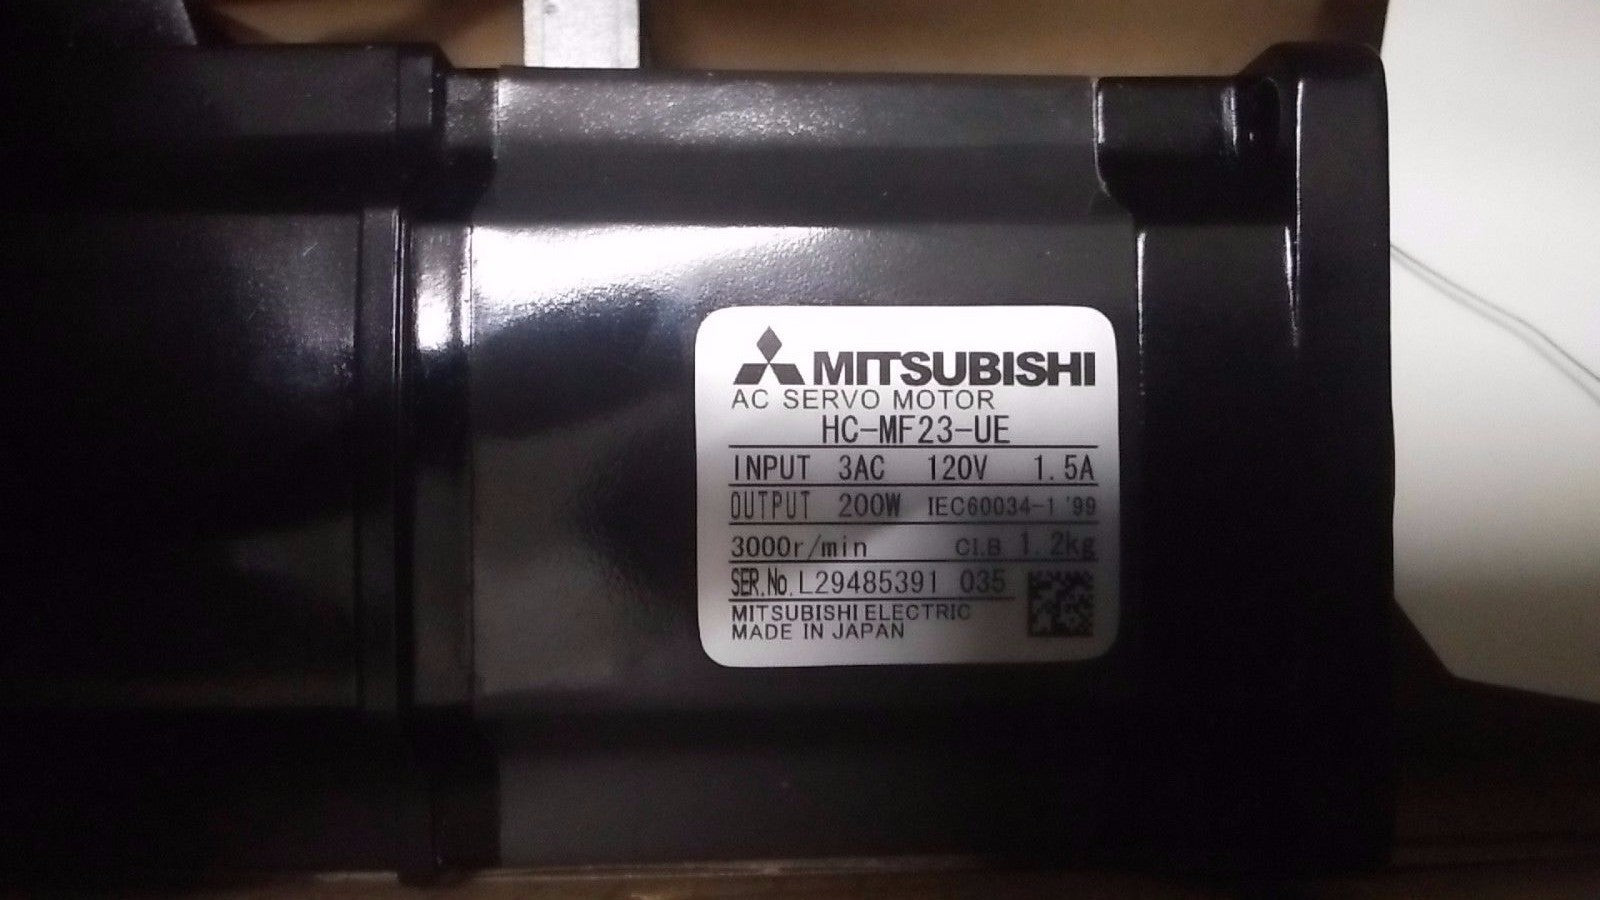 MITSUBISHI
AC SERVO MOTOR
HC-MF23-UE
INPUT 3AC 120V 1.5A
OUTPUT 200W IEC60034-1 '99
3000r/min CI.B 1.2kg
SER.No.L29485391 035
MITSUBISHI ELECTRIC
MADE IN JAPAN